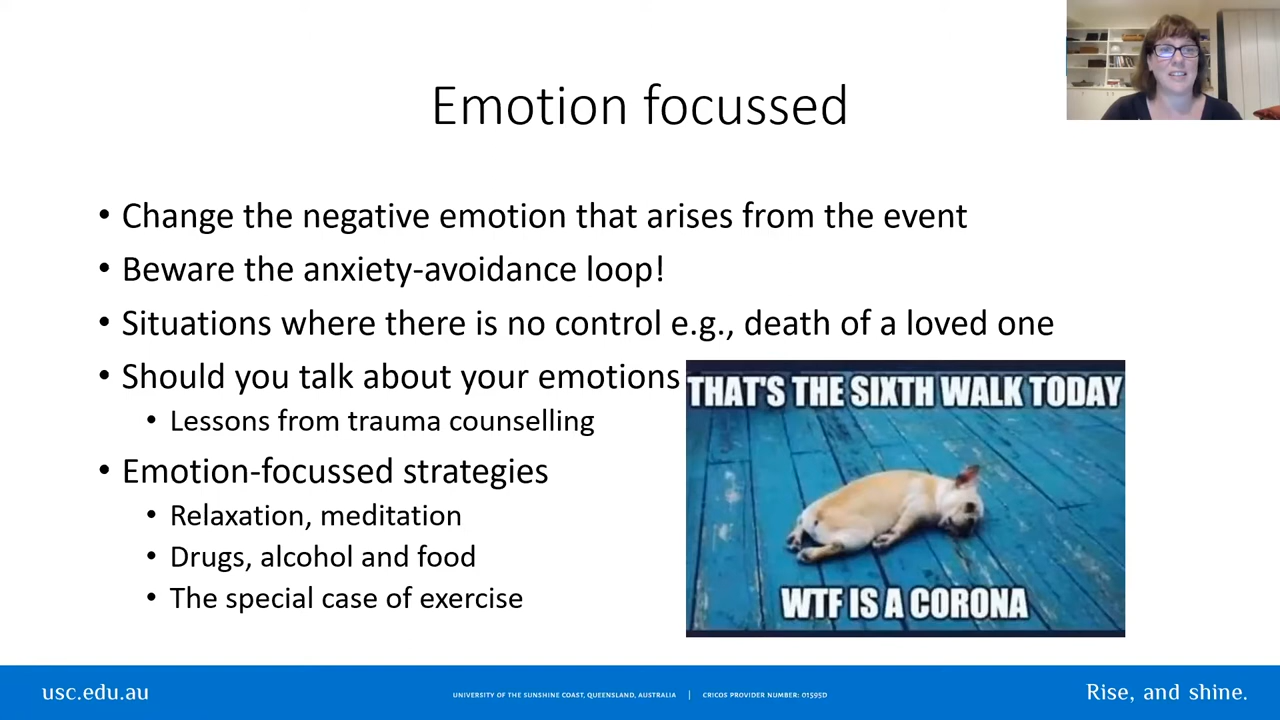 Emotion focussed
• Change the negative emotion that arises from the event
• Beware the anxiety-avoidance loop!
• Situations where there is no control e.g., death of a loved one
• Should you talk about your emotions
• Lessons from trauma counselling
• Emotion-focussed strategies
• Relaxation, meditation
• Drugs, alcohol and food
• The special case of exercise
THAT'S THE SIXTH WALK TODAY
WTF IS A CORONA
usc.edu.au
UNIVERSITY OF THE SUNSHINE COAST, QUEENSLAND, AUSTRALIA | CRICOS PROVIDER NUMBER: 01595D
Rise, and shine.